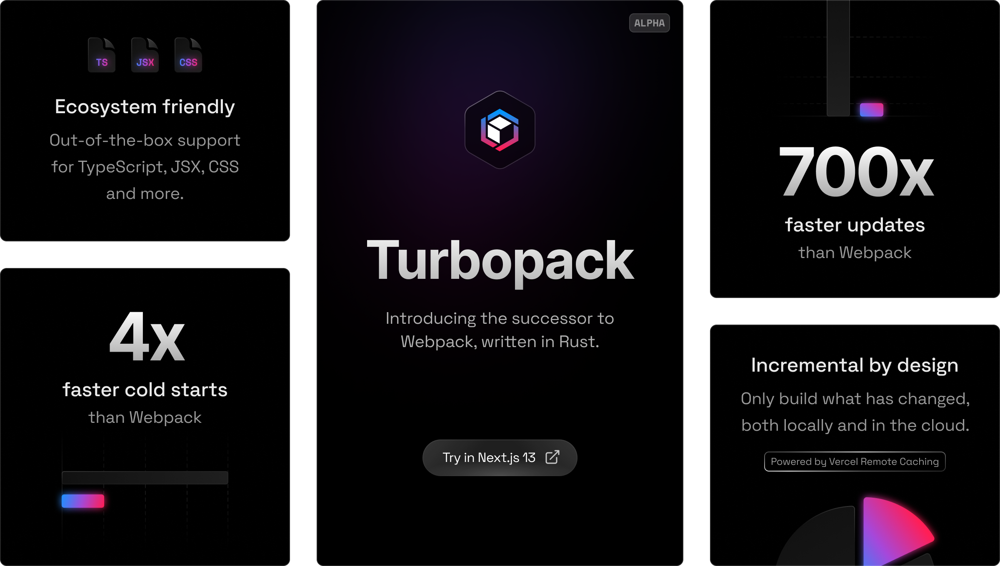 TS
JSX
CSS
Ecosystem friendly
Out-of-the-box support
for TypeScript, JSX, CSS
and more.
4x
faster cold starts
than Webpack
ALPHA
Turbopack
Introducing the successor to
Webpack, written in Rust.
Try in Next.js 13
700x
faster updates
than Webpack
Incremental by design
Only build what has changed,
both locally and in the cloud.
Powered by Vercel Remote Caching